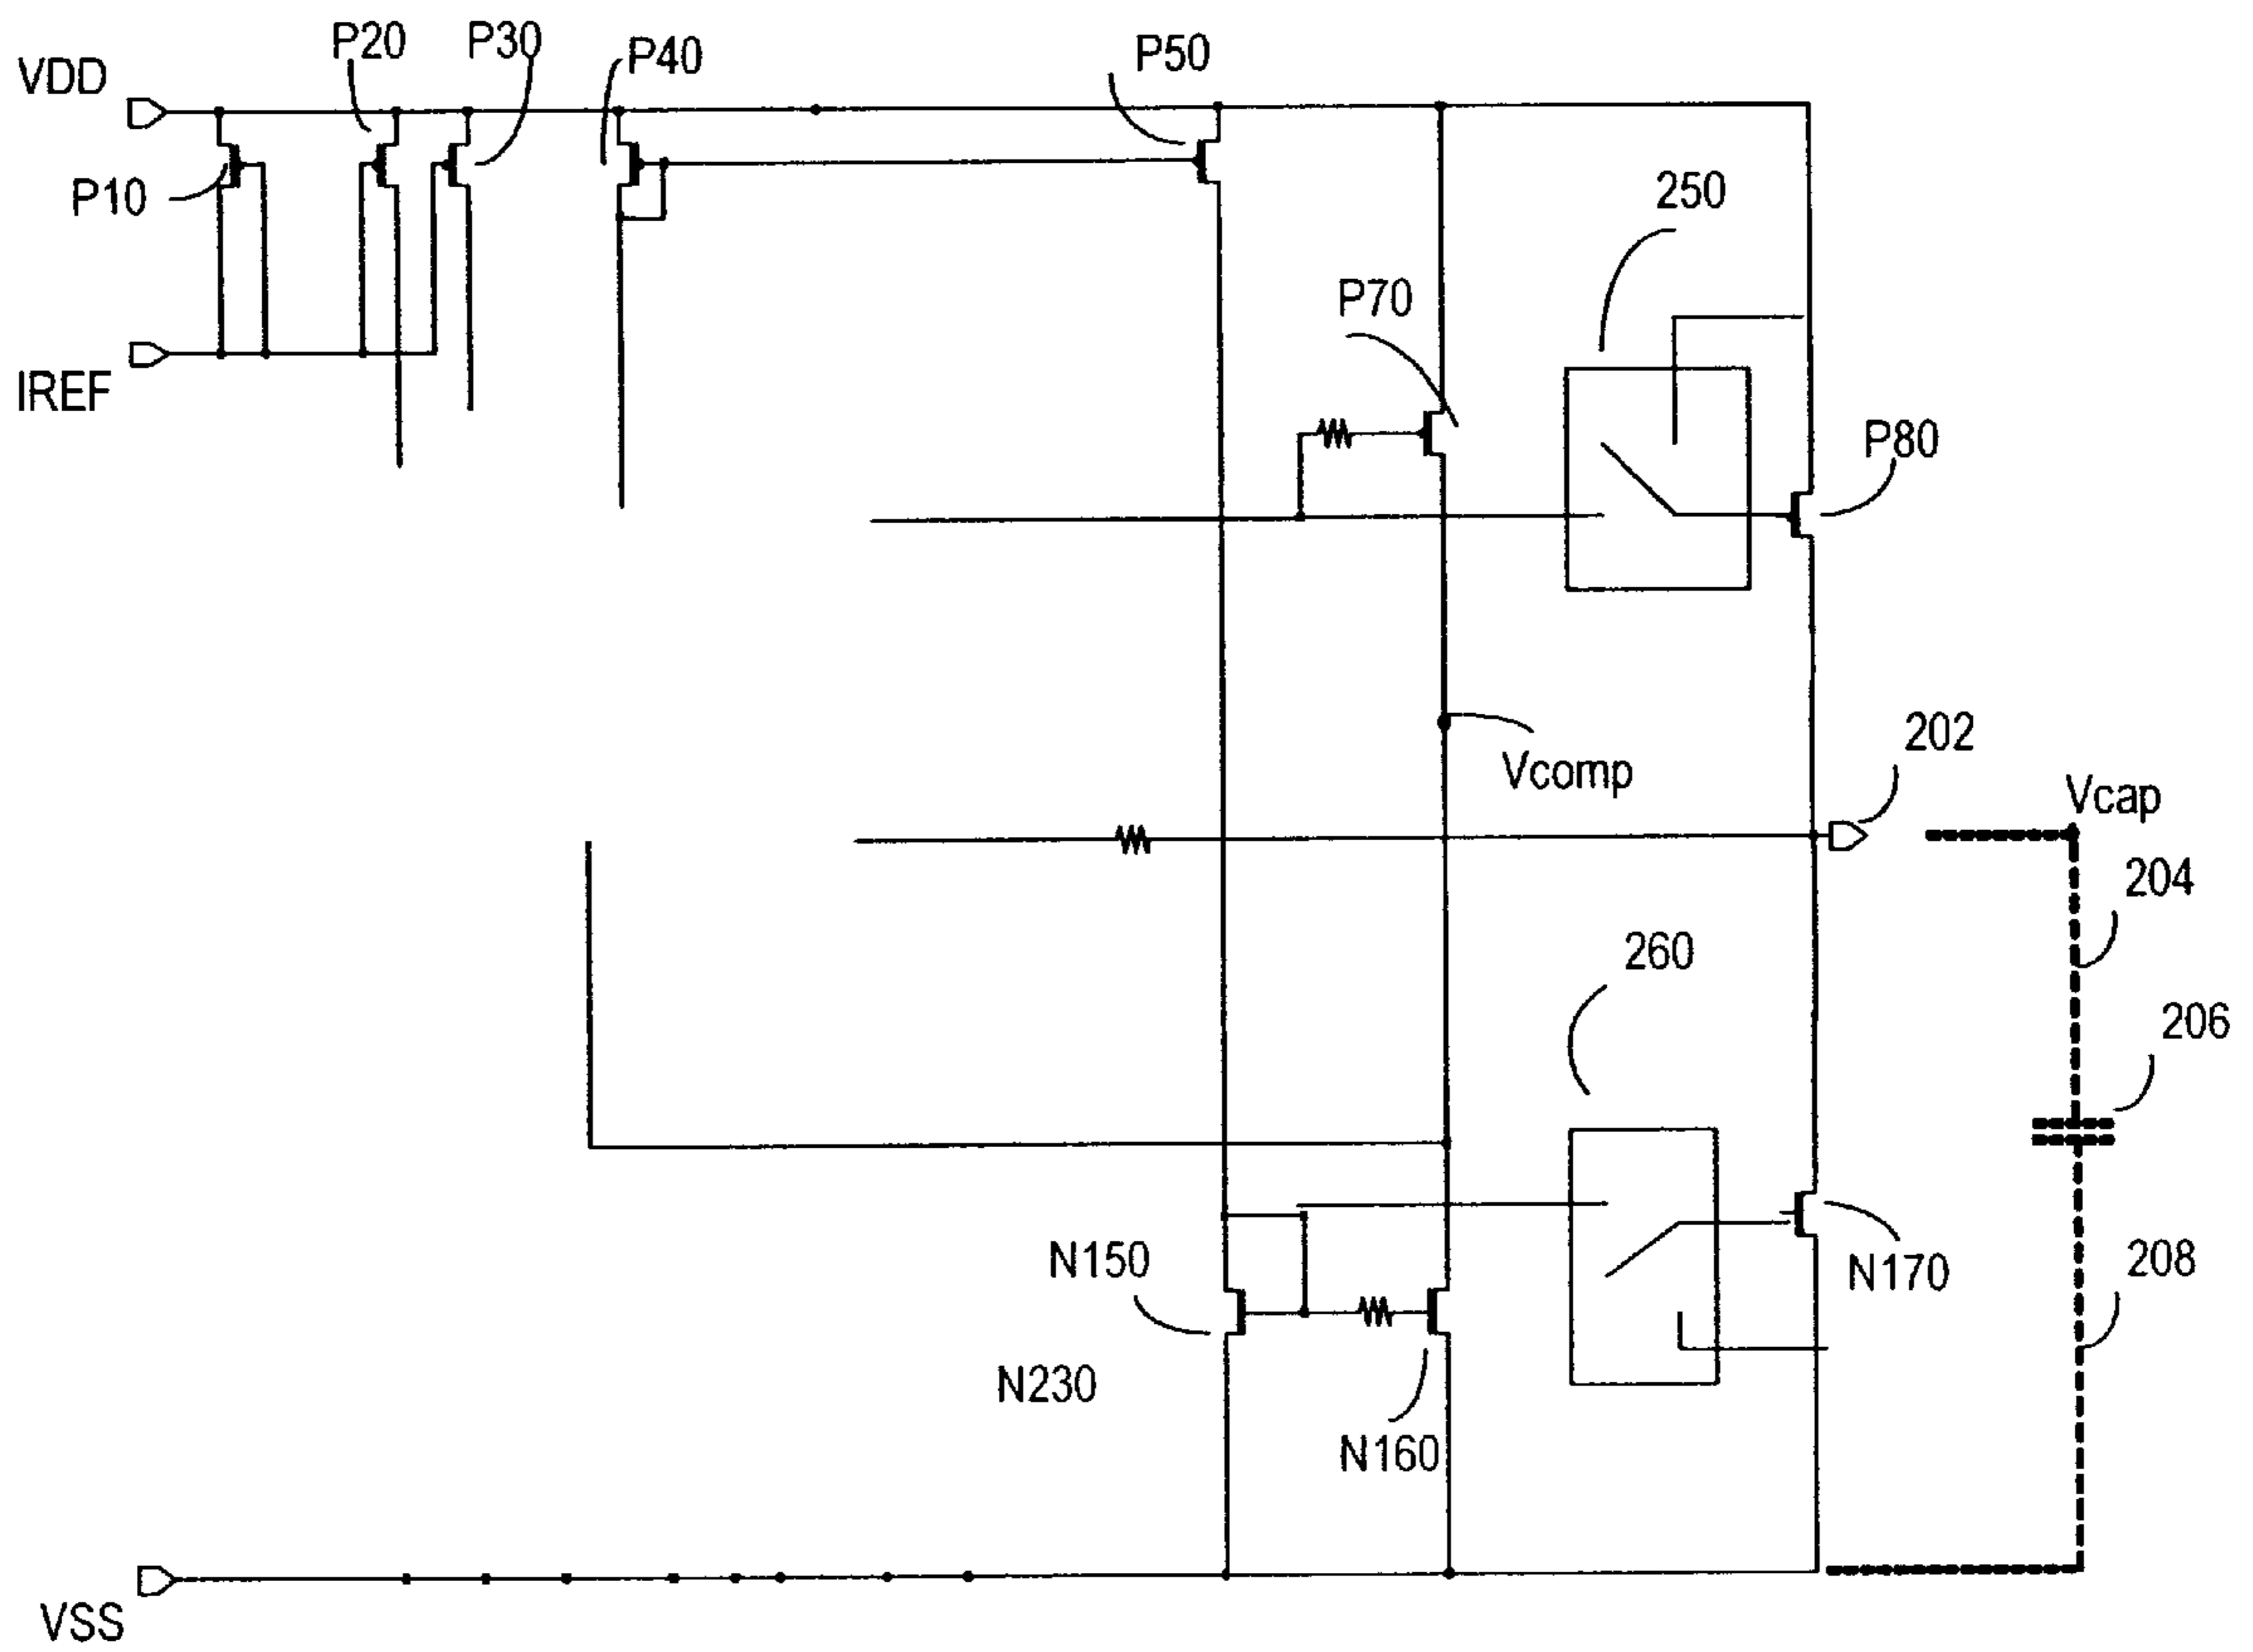 P20
P30
P40
P50
VDD
P10
250
P70
IREF
P80
202
Vcomp
Vcap
204
260
206
N150
N170
208
N230
N160
VSS